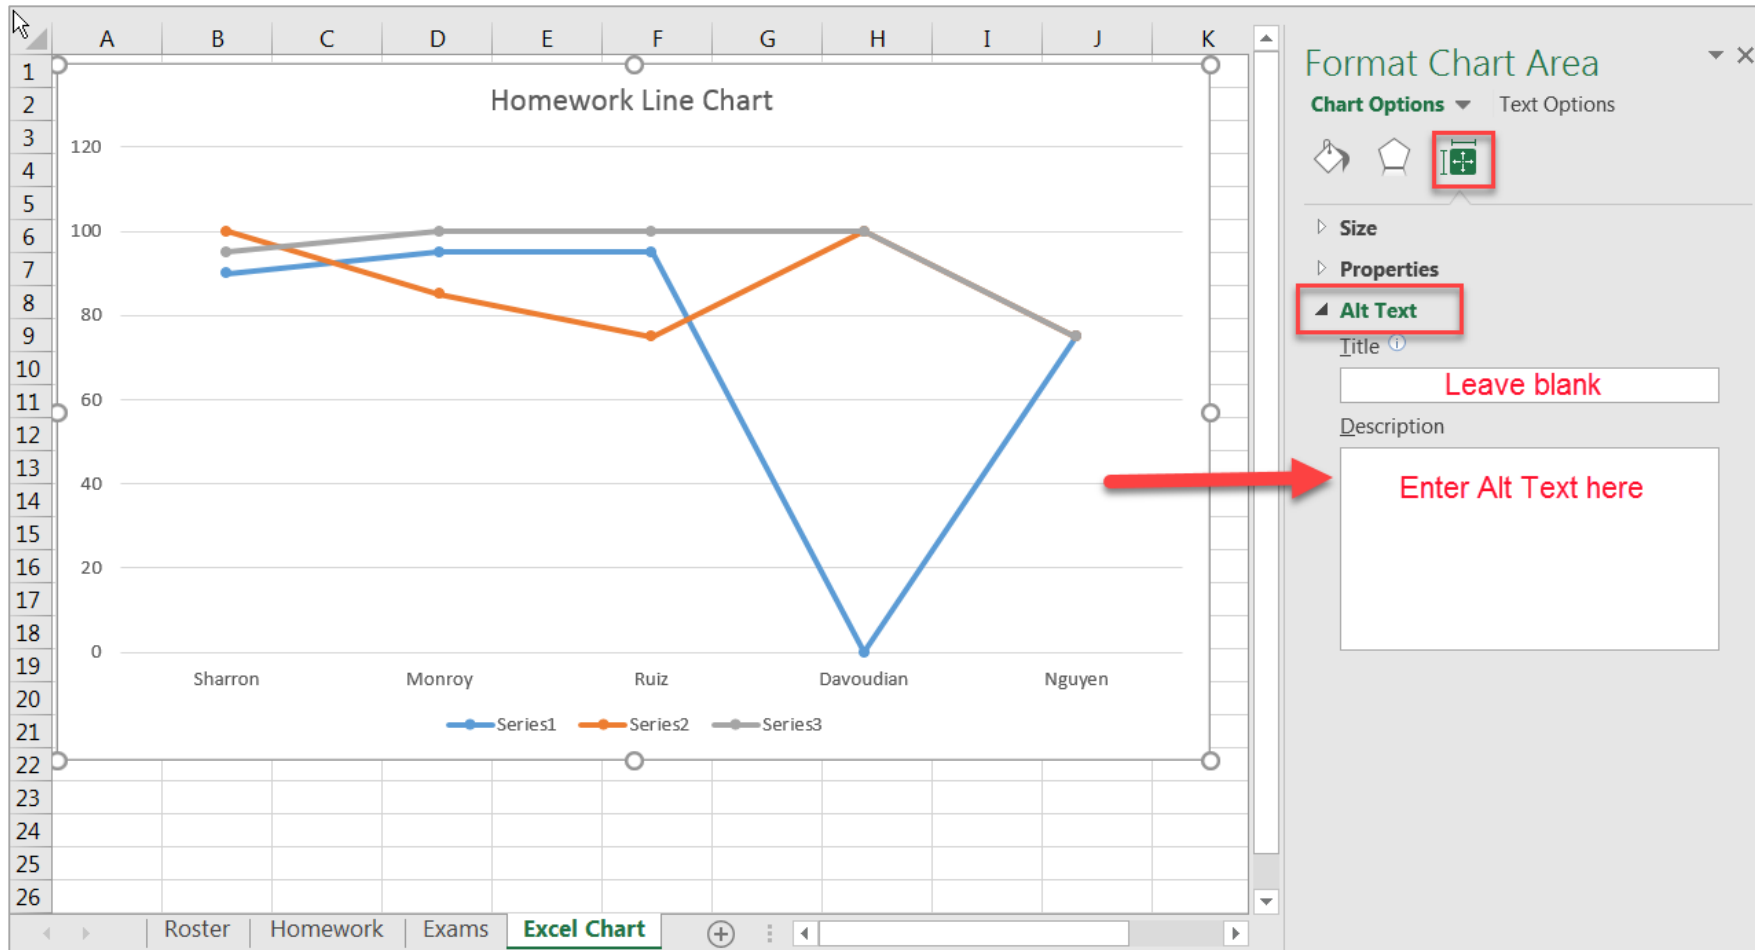 A B C D E F G H I J K
1
2
3
4
5
6
7
8
9
10
11
12
13
14
15
16
17
18
19
20
21
22
23
24
25
26
Homework Line Chart
120
100
80
60
40
20
0
Sharron Monroy Ruiz Davoudian Nguyen
Series1 Series2 Series3
Roster Homework Exams Excel Chart
Format Chart Area
Chart Options Text Options
Size
Properties
Alt Text
Title
Leave blank
Description
Enter Alt Text here